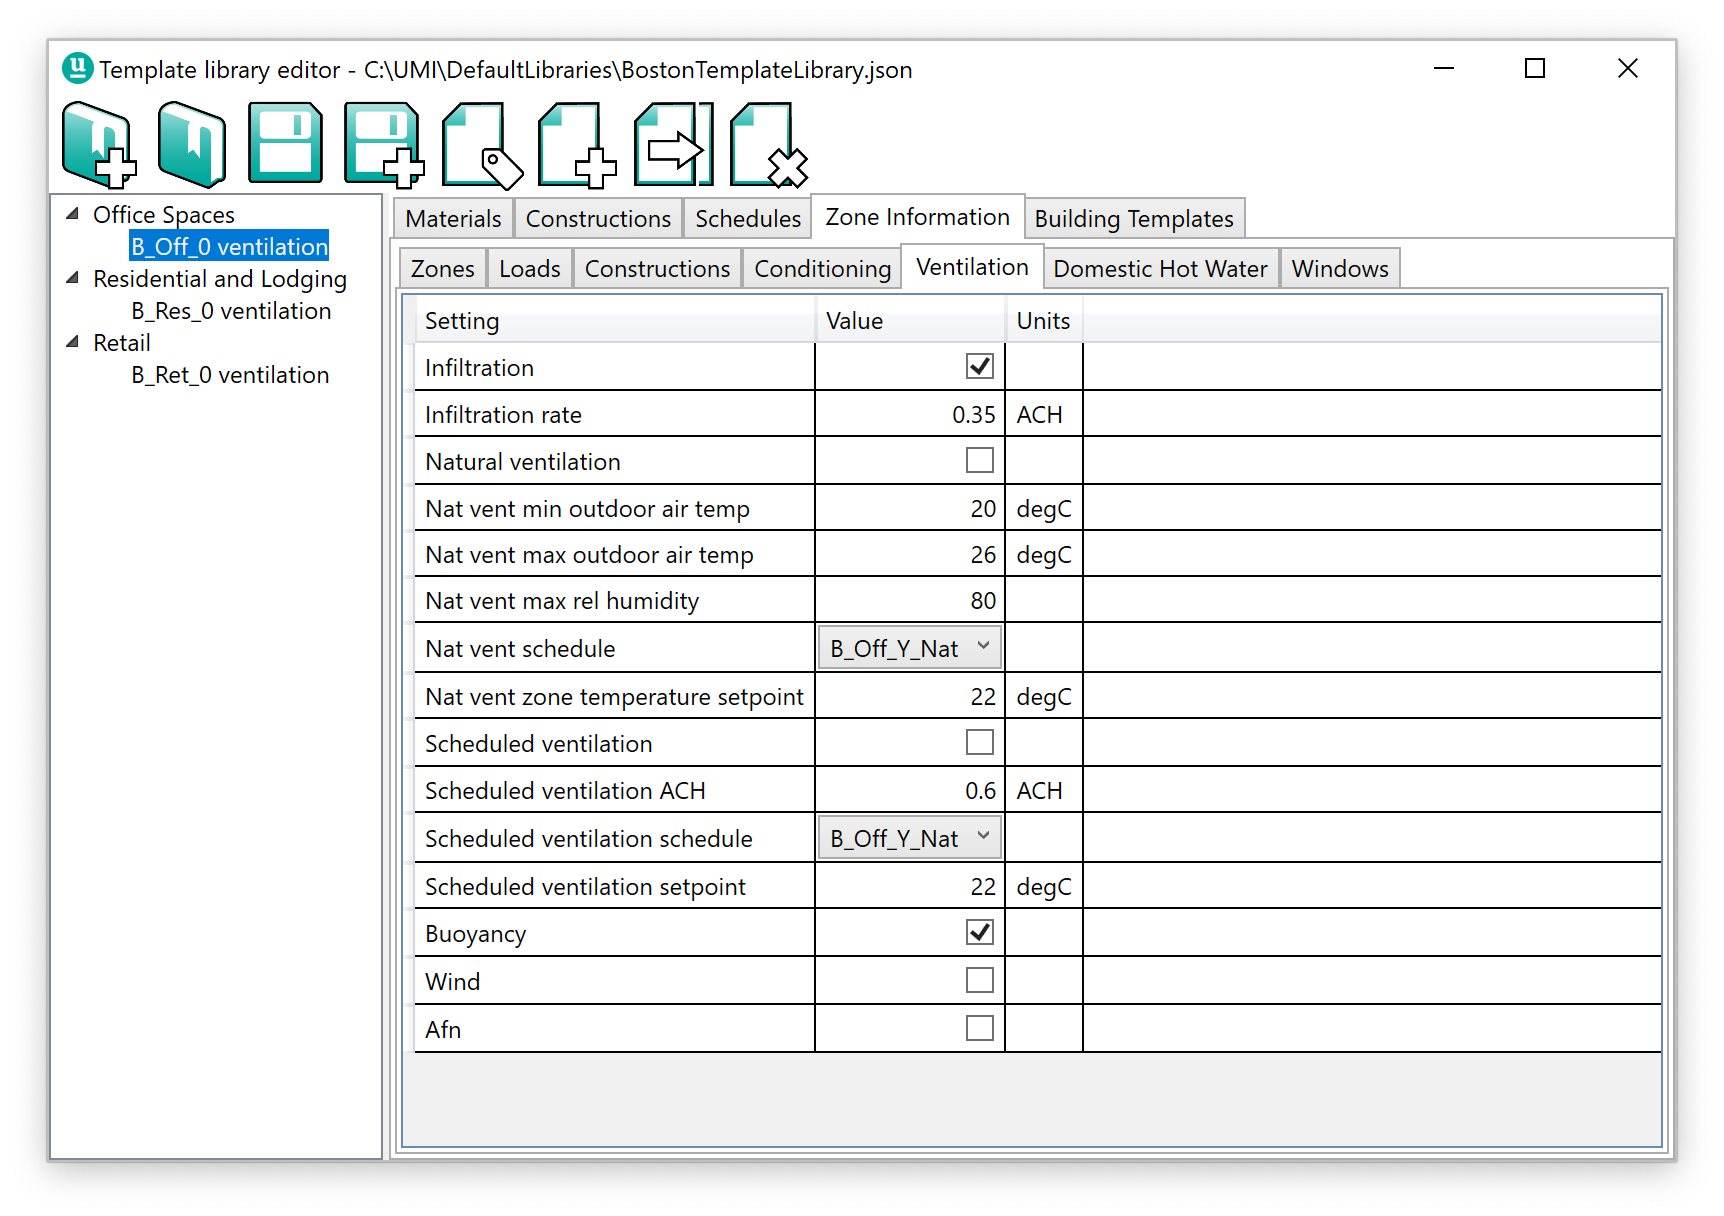 u Template library editor - C:\UMI\DefaultLibraries\BostonTemplateLibrary.json
Office Spaces
B_Off_0 ventilation
Residential and Lodging
B_Res_0 ventilation
Retail
B_Ret_0 ventilation
Materials Constructions Schedules Zone Information Building Templates
Zones Loads Constructions Conditioning Ventilation Domestic Hot Water Windows
Setting Value Units
Infiltration
Infiltration rate 0.35 ACH
Natural ventilation
Nat vent min outdoor air temp 20 degC
Nat vent max outdoor air temp 26 degC
Nat vent max rel humidity 80
Nat vent schedule B_Off_Y_Nat
Nat vent zone temperature setpoint 22 degC
Scheduled ventilation
Scheduled ventilation ACH 0.6 ACH
Scheduled ventilation schedule B_Off_Y_Nat
Scheduled ventilation setpoint 22 degC
Buoyancy
Wind
Afn